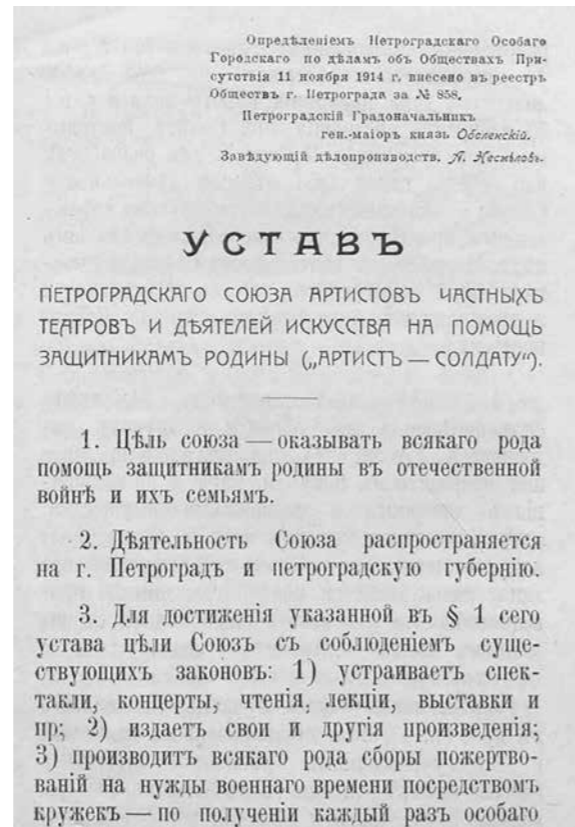 Опредѣленіемъ Петроградскаго Особаго
Городскаго по дѣламъ объ Обществахъ При-
сутствія 11 ноября 1914 г. внесено въ реестръ
Обществъ г. Петрограда за № 858.
Петроградскій Градоначальникъ
ген.-маіоръ князь Оболенскій.
Завѣдующій дѣлопроизводств. П. Несмѣловъ.
УСТАВЪ
ПЕТРОГРАДСКАГО СОЮЗА АРТИСТОВЪ ЧАСТНЫХЪ
ТЕАТРОВЪ И ДѢЯТЕЛЕЙ ИСКУССТВА НА ПОМОЩЬ
ЗАЩИТНИКАМЪ РОДИНЫ („АРТИСТЪ — СОЛДАТУ“).
1. Цѣль союза — оказывать всякаго рода
помощь защитникамъ родины въ отечественной
войнѣ и ихъ семьямъ.
2. Дѣятельность Союза распространяется
на г. Петроградъ и петроградскую губернію.
3. Для достиженія указанной въ § 1 сего
устава цѣли Союзъ съ соблюденіемъ суще-
ствующихъ законовъ: 1) устраиваетъ спек-
такли, концерты, чтенія, лекціи, выставки и
пр; 2) издаетъ свои и другія произведенія;
3) производитъ всякаго рода сборы пожертво-
ваній на нужды военнаго времени посредствомъ
кружекъ — по полученіи каждый разъ особаго